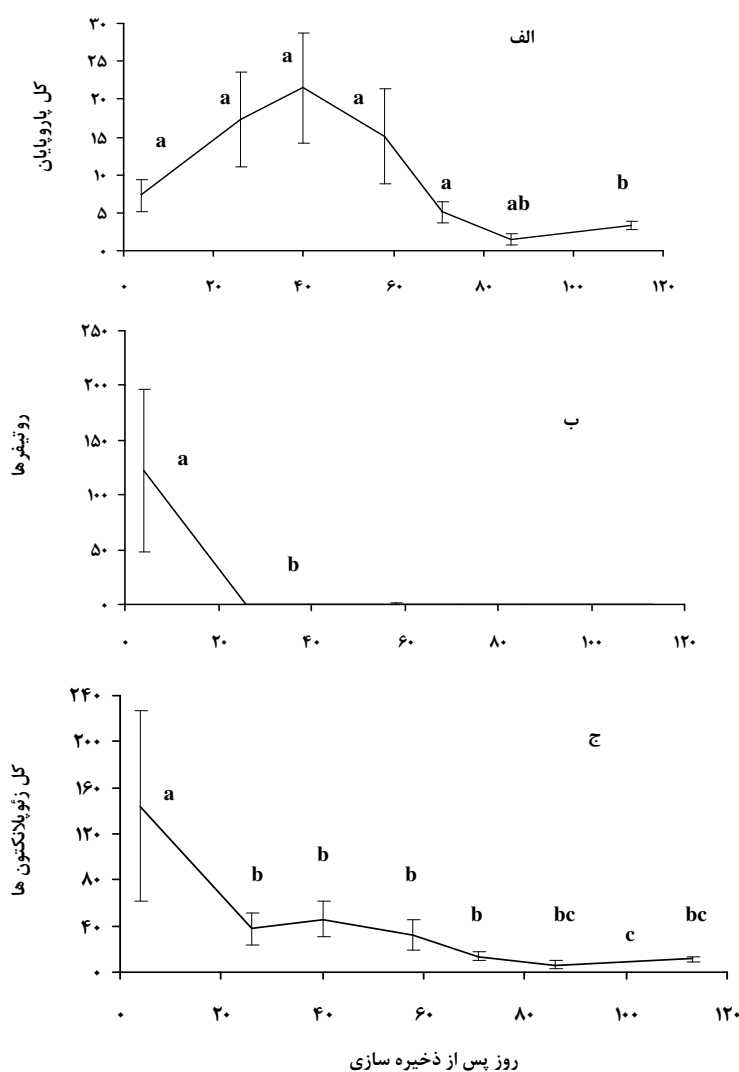 الف
کل پاروپایان
۳۰
۲۵
۲۰
۱۵
۱۰
۵
۰
a
a
a
a
a
ab
b
۰ ۲۰ ۴۰ ۶۰ ۸۰ ۱۰۰ ۱۲۰
ب
روتیفرها
۲۵۰
۲۰۰
۱۵۰
۱۰۰
۵۰
۰
a
b
۰ ۲۰ ۴۰ ۶۰ ۸۰ ۱۰۰ ۱۲۰
ج
کل زئوپلانکتون ها
۲۴۰
۲۰۰
۱۶۰
۱۲۰
۸۰
۴۰
۰
a
b
b
b
b
bc
c
bc
۰ ۲۰ ۴۰ ۶۰ ۸۰ ۱۰۰ ۱۲۰
روز پس از ذخیره سازی